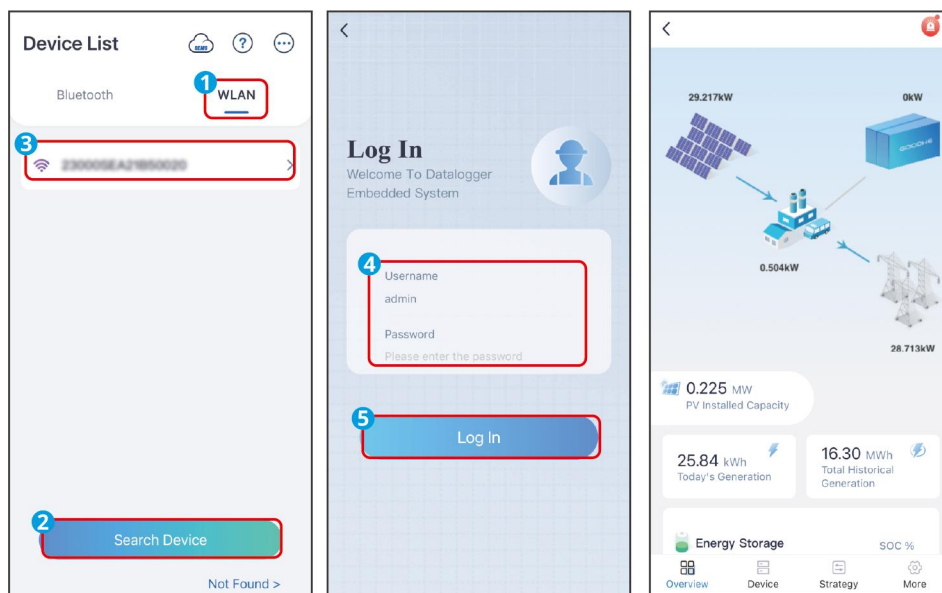 Device List
SEMS
?
Bluetooth
1
WLAN
3
2
Search Device
Not Found >
Log In
Welcome To Datalogger
Embedded System
4
Username
admin
Password
Please enter the password
5
Log In
29.217kW
0kW
GOODWE
0.504kW
28.713kW
0.225 MW
PV Installed Capacity
25.84 kWh
Today's Generation
16.30 MWh
Total Historical
Generation
Energy Storage
SOC %
Overview
Device
Strategy
More